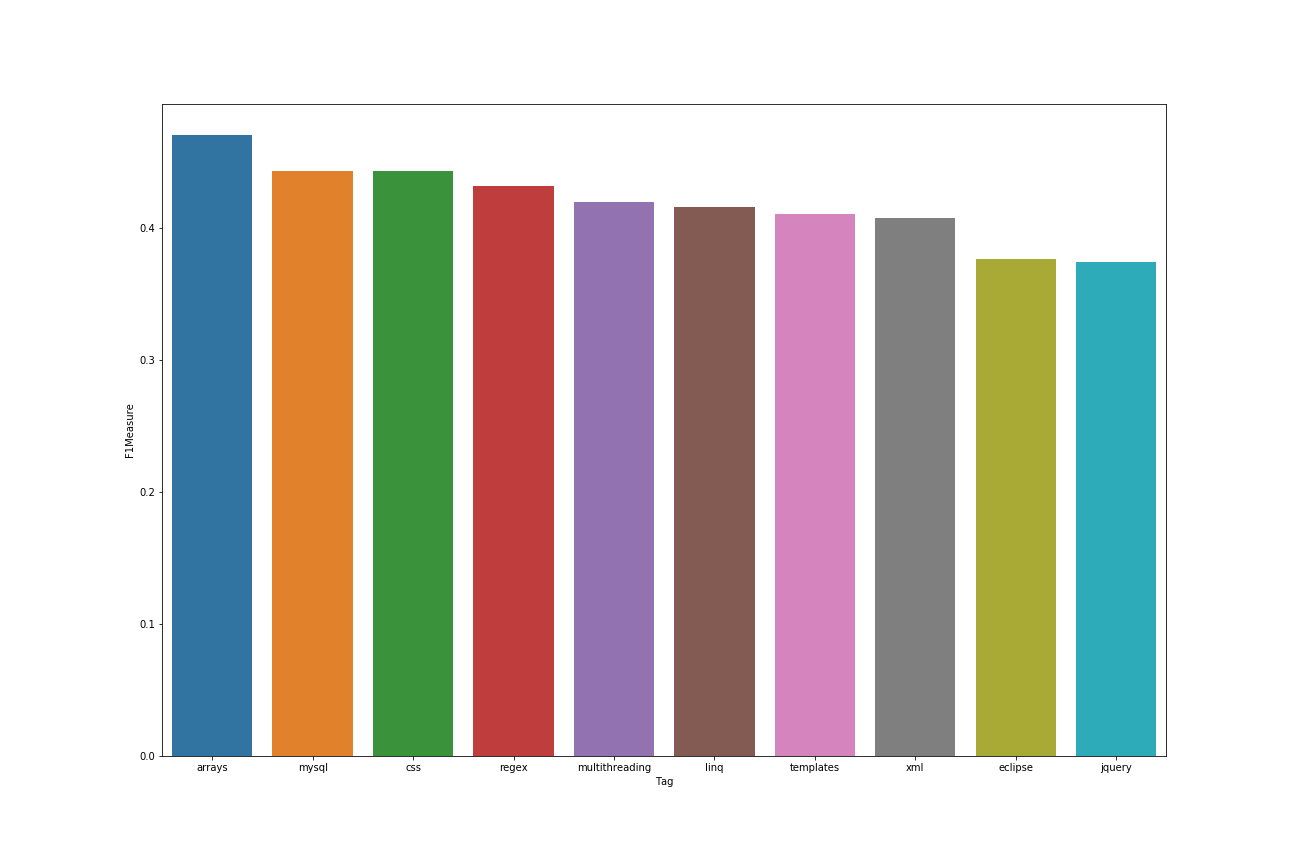 0.4
0.3
F1Measure
0.2
0.1
0.0
arrays mysql css regex multithreading linq templates xml eclipse jquery
Tag